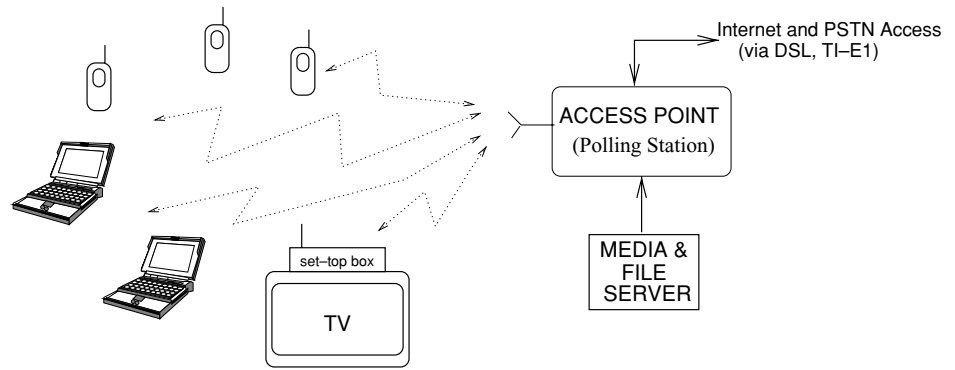 Internet and PSTN Access
(via DSL, TI–E1)
ACCESS POINT
(Polling Station)
MEDIA &
FILE
SERVER
set–top box
TV